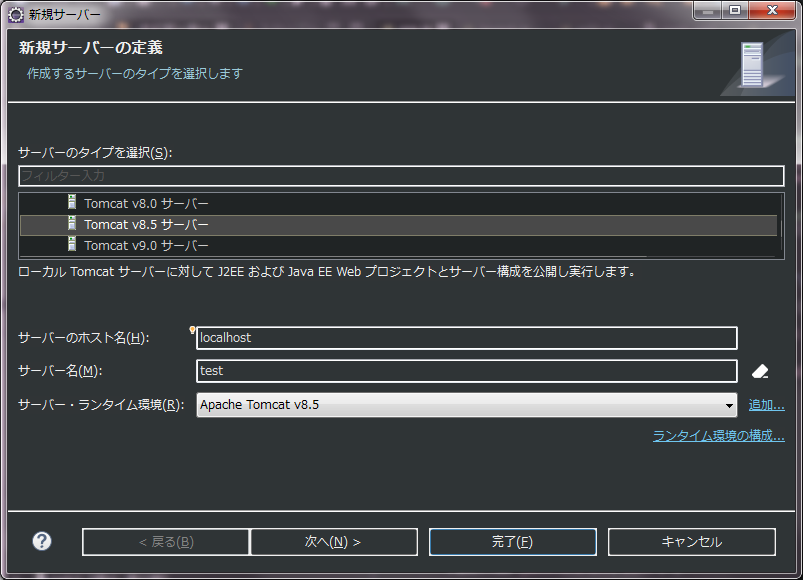 新規サーバー
新規サーバーの定義
作成するサーバーのタイプを選択します
サーバーのタイプを選択(S):
フィルター入力
Tomcat v8.0 サーバー
Tomcat v8.5 サーバー
Tomcat v9.0 サーバー
ローカル Tomcat サーバーに対して J2EE および Java EE Web プロジェクトとサーバー構成を公開し実行します。
サーバーのホスト名(H): localhost
サーバー名(M): test
サーバー・ランタイム環境(R): Apache Tomcat v8.5 追加...
ランタイム環境の構成...
? < 戻る(B) 次へ(N) > 完了(F) キャンセル